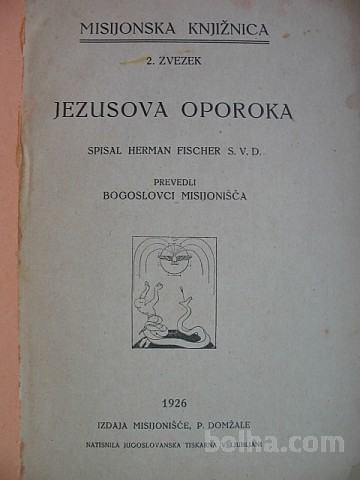 MISIJONSKA KNJIŽNICA
2. ZVEZEK
JEZUSOVA OPOROKA
SPISAL HERMAN FISCHER S. V. D.
PREVEDLI
BOGOSLOVCI MISIJONIŠČA
1926
IZDAJA MISIJONIŠČE, P. DOMŽALE
NATISNILA JUGOSLOVANSKA TISKARNA V LJUBLJANI
bolha.com